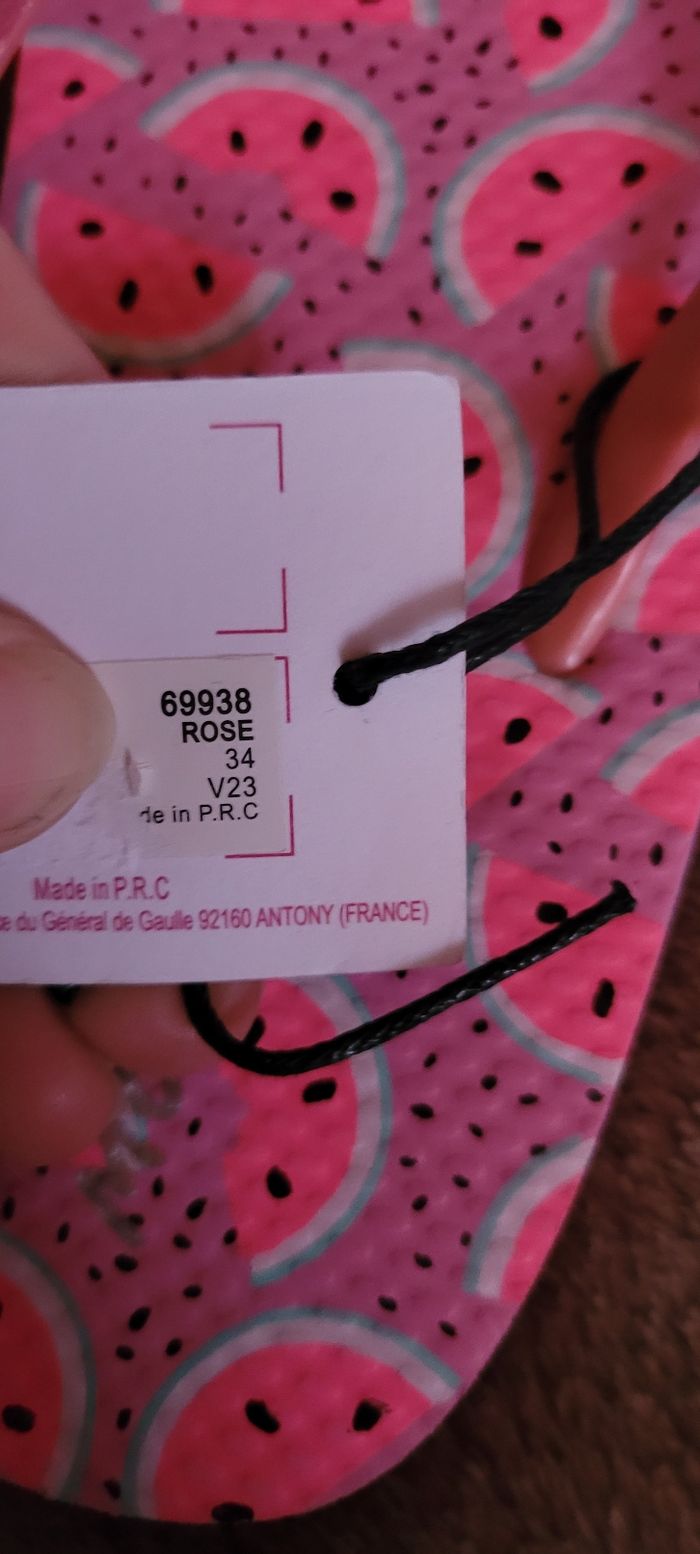 69938
ROSE
34
V23
de in P.R.C
Made in P.R.C
du Général de Gaulle 92160 ANTONY (FRANCE)